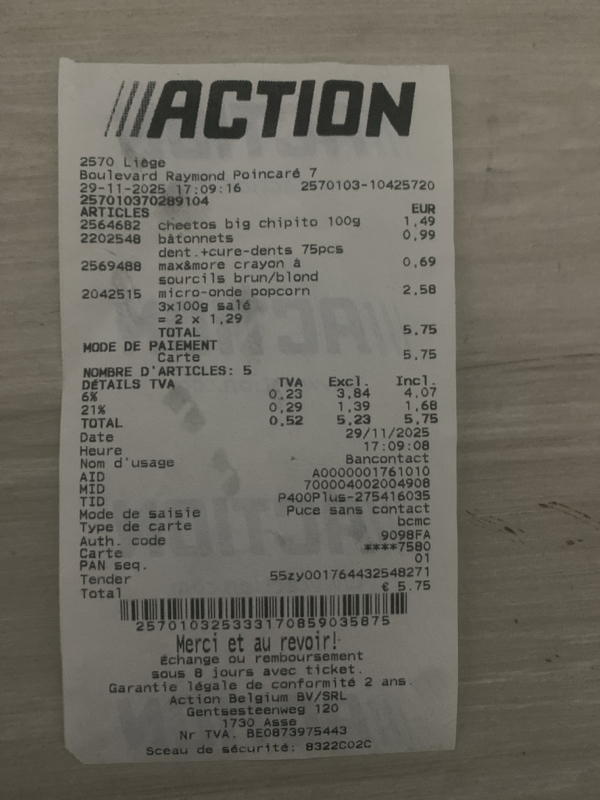 ACTION
2570 Liège
Boulevard Raymond Poincaré 7
29-11-2025 17:09:16 2570103-10425720
257010370289104
ARTICLES EUR
2564682 cheetos big chipito 100g 1,49
2202548 bâtonnets 0,99
dent.+cure-dents 75pcs
2569488 max&more crayon à 0,69
sourcils brun/blond
2042515 micro-onde popcorn 2,58
3x100g salé
= 2 x 1,29
TOTAL 5,75
MODE DE PAIEMENT
Carte 5,75
NOMBRE D'ARTICLES: 5
DÉTAILS TVA TVA Excl. Incl.
6% 0,23 3,84 4,07
21% 0,29 1,39 1,68
TOTAL 0,52 5,23 5,75
Date 29/11/2025
Heure 17:09:08
Nom d'usage Bancontact
AID A0000001761010
MID 700004002004908
TID P400Plus-275416035
Mode de saisie Puce sans contact
Type de carte bcmc
Auth. code 9098FA
Carte ****7580
PAN seq. 01
Tender 55zy001764432548271
Total € 5.75
2570103253333170859035875
Merci et au revoir!
Échange ou remboursement
sous 8 jours avec ticket.
Garantie légale de conformité 2 ans.
Action Belgium BV/SRL
Gentsesteenweg 120
1730 Asse
Nr TVA. BE0873975443
Sceau de sécurité: 8322C02C